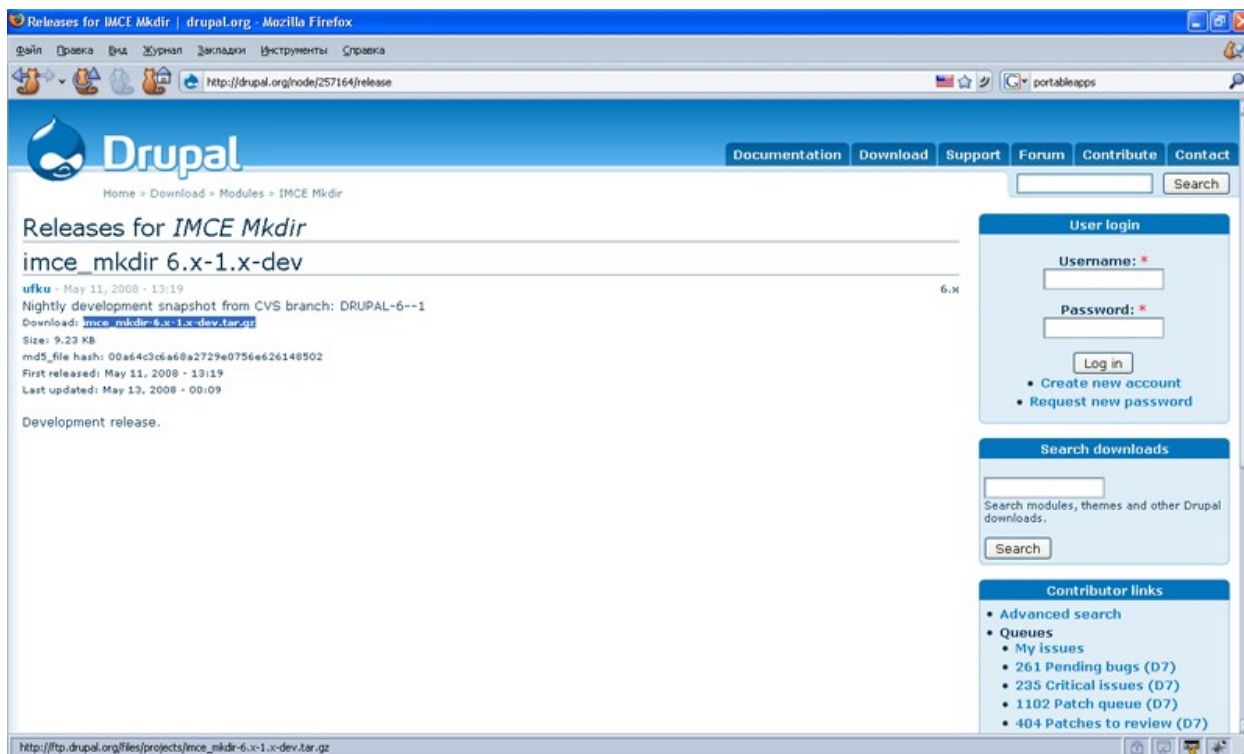 Releases for IMCE Mkdir | drupal.org - Mozilla Firefox
Файл Правка Вид Журнал Закладки Инструменты Справка
http://drupal.org/node/257164/release
portableapps
Drupal
Documentation Download Support Forum Contribute Contact
Home » Download » Modules » IMCE Mkdir
Search
Releases for IMCE Mkdir
imce_mkdir 6.x-1.x-dev
ufku - May 11, 2008 - 13:19 6.x
Nightly development snapshot from CVS branch: DRUPAL-6--1
Download: imce_mkdir-6.x-1.x-dev.tar.gz
Size: 9.23 KB
md5_file hash: 00a64c3c6a68a2729e0756e626148502
First released: May 11, 2008 - 13:19
Last updated: May 13, 2008 - 00:09
Development release.
User login
Username: *
Password: *
Log in
• Create new account
• Request new password
Search downloads
Search modules, themes and other Drupal
downloads.
Search
Contributor links
• Advanced search
• Queues
• My issues
• 261 Pending bugs (D7)
• 235 Critical issues (D7)
• 1102 Patch queue (D7)
• 404 Patches to review (D7)
http://ftp.drupal.org/files/projects/imce_mkdir-6.x-1.x-dev.tar.gz